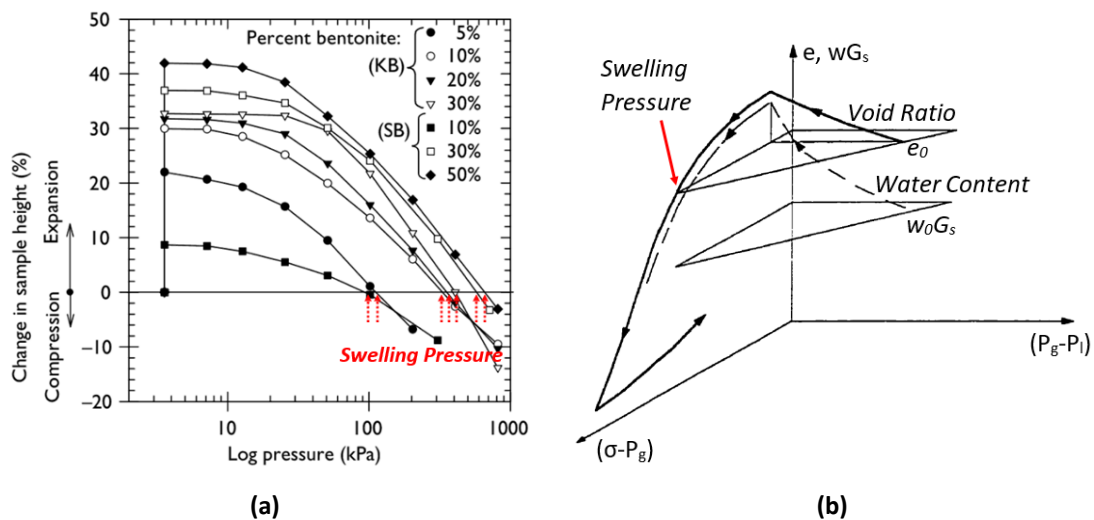 50
40
30
20
10
0
−10
−20
Change in sample height (%)
Compression
Expansion
Percent bentonite:
(KB)
5%
10%
20%
30%
(SB)
10%
30%
50%
Swelling Pressure
10
100
1000
Log pressure (kPa)
(a)
e, wGs
Swelling
Pressure
Void Ratio
e0
Water Content
w0Gs
(Pg-Pl)
(σ-Pg)
(b)